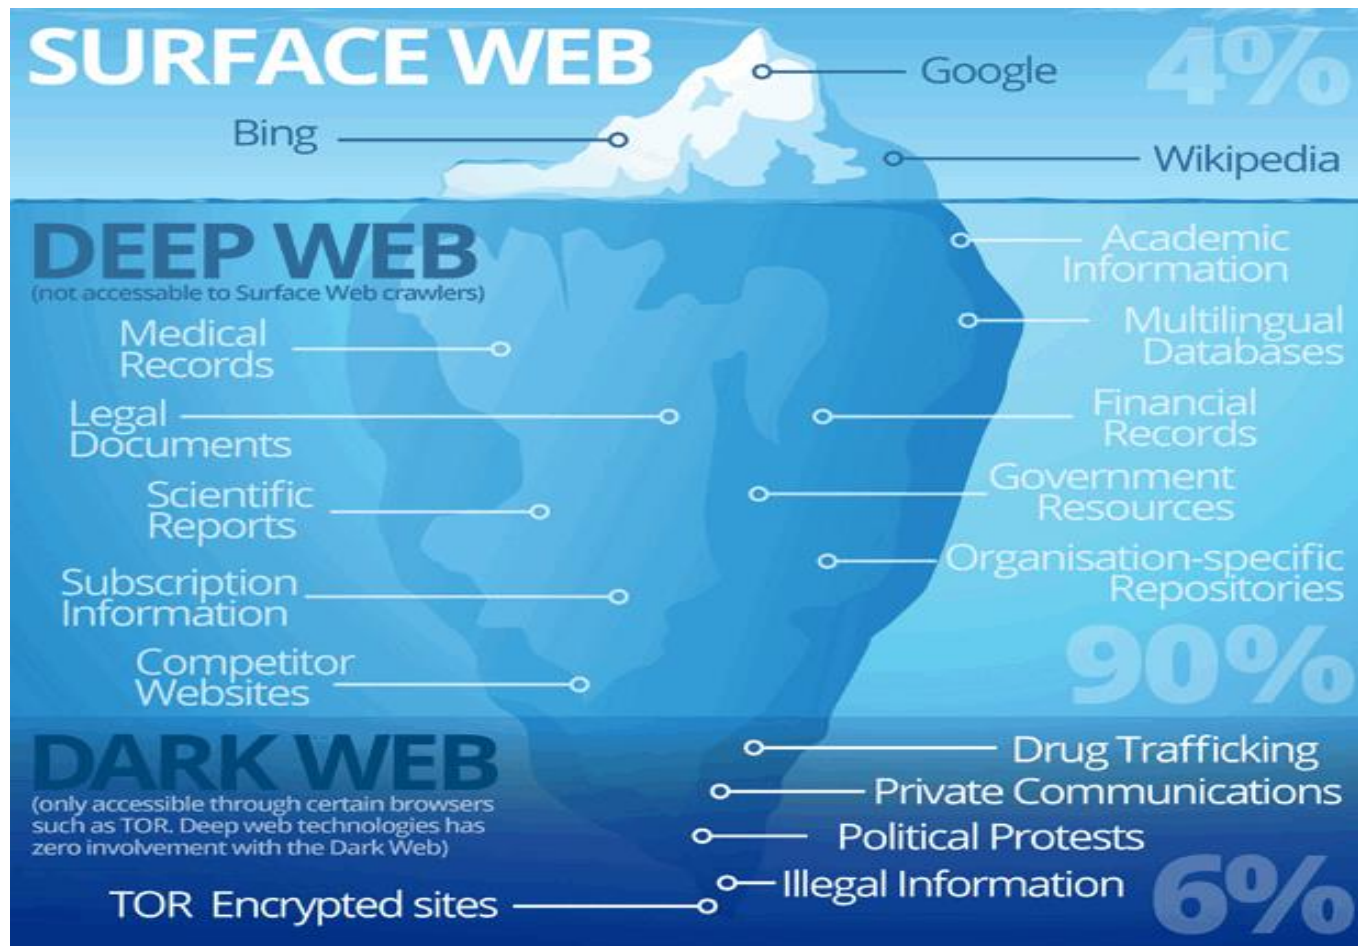 SURFACE WEB
4%
Google
Bing
Wikipedia
DEEP WEB
(not accessable to Surface Web crawlers)
Academic
Information
Medical
Records
Multilingual
Databases
Legal
Documents
Financial
Records
Scientific
Reports
Government
Resources
Subscription
Information
Organisation-specific
Repositories
Competitor
Websites
90%
DARK WEB
(only accessible through certain browsers
such as TOR. Deep web technologies has
zero involvement with the Dark Web)
Drug Trafficking
Private Communications
Political Protests
Illegal Information
TOR Encrypted sites
6%